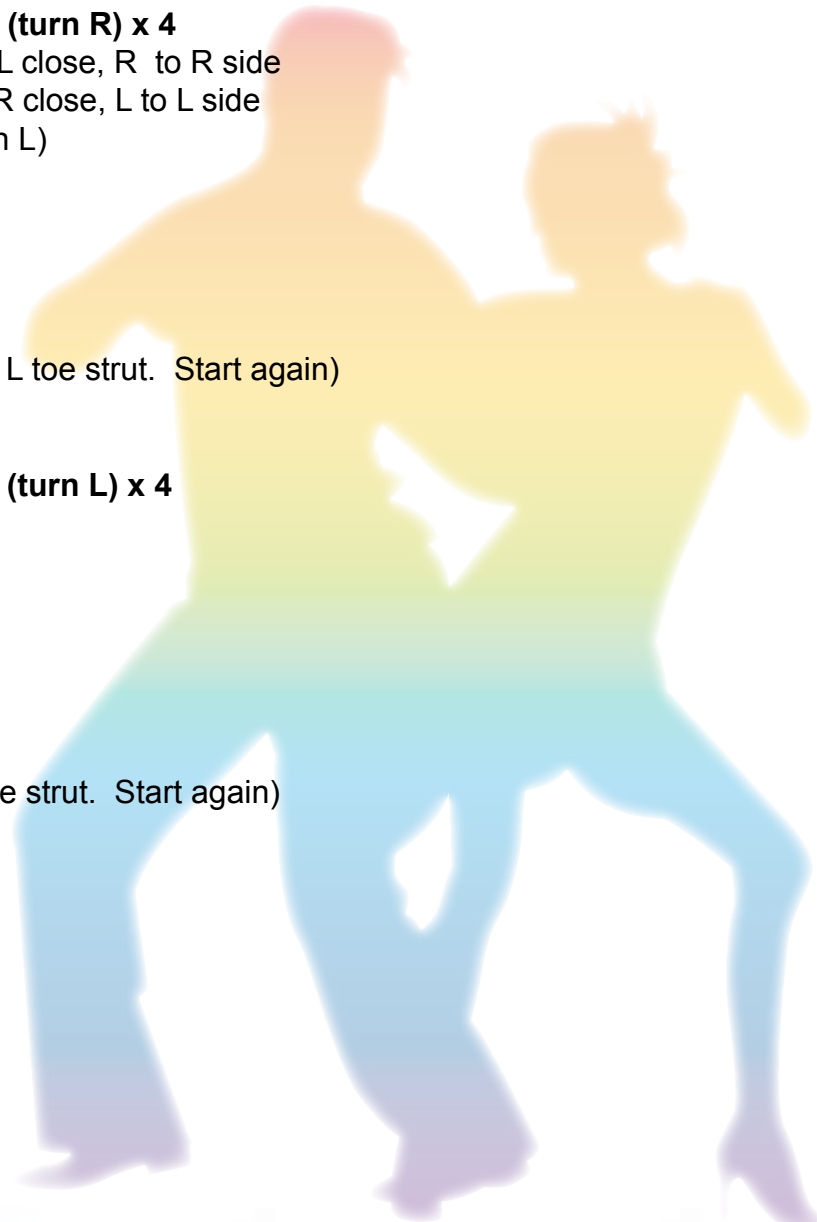 (turn R) x 4
L close, R  to R side
R close, L to L side
n L)
L toe strut.  Start again)
(turn L) x 4
e strut.  Start again)